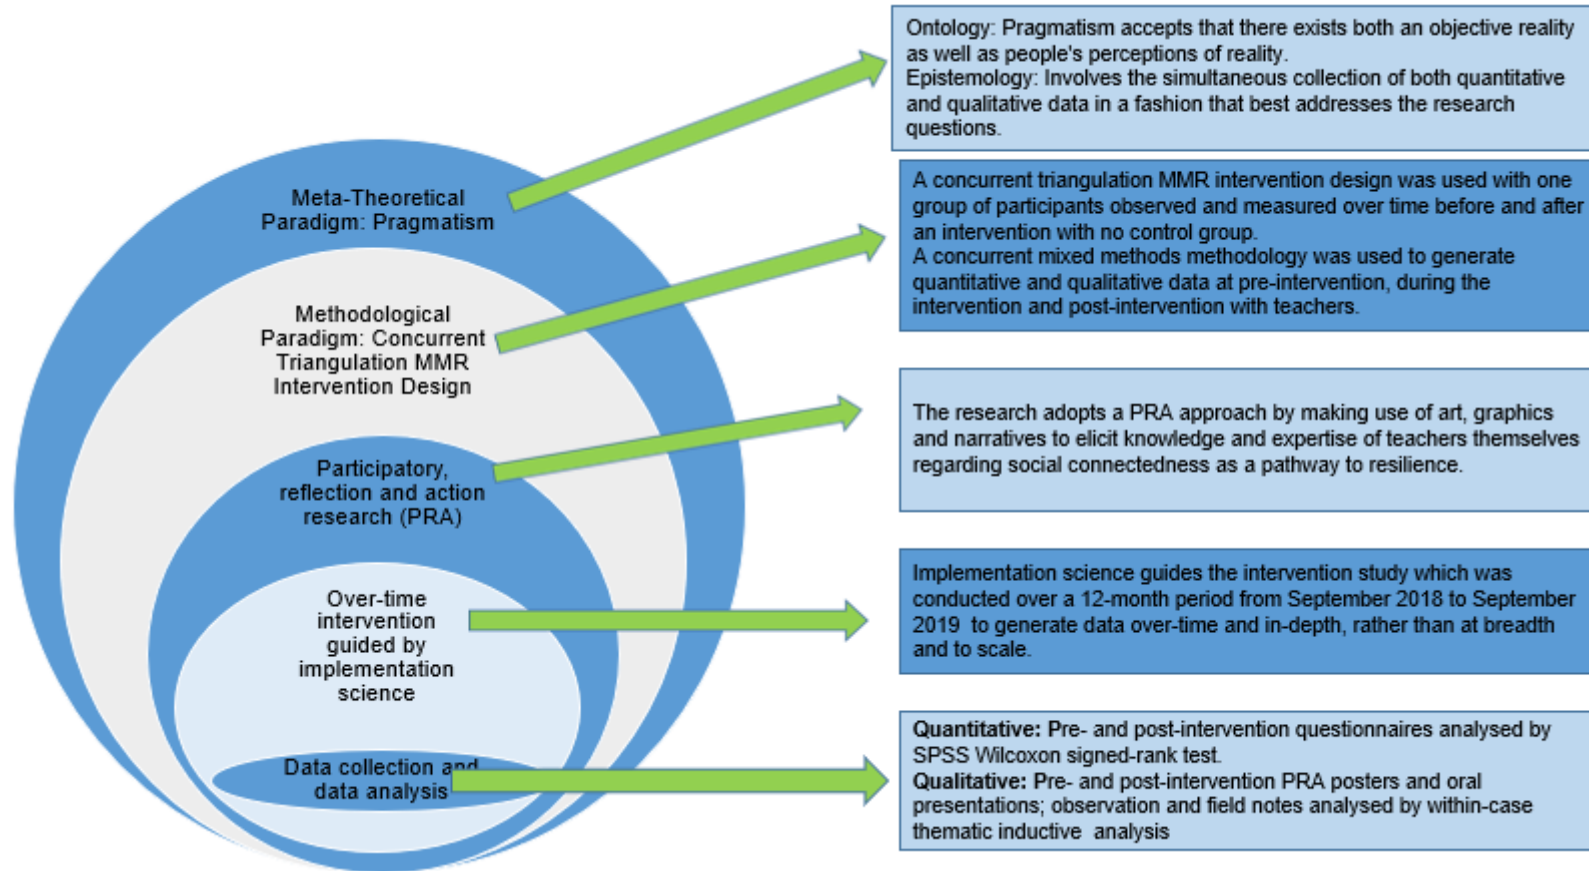 Meta-Theoretical
Paradigm: Pragmatism
Methodological
Paradigm: Concurrent
Triangulation MMR
Intervention Design
Participatory,
reflection and action
research (PRA)
Over-time
intervention
guided by
implementation
science
Data collection and
data analysis
Ontology: Pragmatism accepts that there exists both an objective reality
as well as people's perceptions of reality.
Epistemology: Involves the simultaneous collection of both quantitative
and qualitative data in a fashion that best addresses the research
questions.
A concurrent triangulation MMR intervention design was used with one
group of participants observed and measured over time before and after
an intervention with no control group.
A concurrent mixed methods methodology was used to generate
quantitative and qualitative data at pre-intervention, during the
intervention and post-intervention with teachers.
The research adopts a PRA approach by making use of art, graphics
and narratives to elicit knowledge and expertise of teachers themselves
regarding social connectedness as a pathway to resilience.
Implementation science guides the intervention study which was
conducted over a 12-month period from September 2018 to September
2019 to generate data over-time and in-depth, rather than at breadth
and to scale.
Quantitative: Pre- and post-intervention questionnaires analysed by
SPSS Wilcoxon signed-rank test.
Qualitative: Pre- and post-intervention PRA posters and oral
presentations; observation and field notes analysed by within-case
thematic inductive analysis